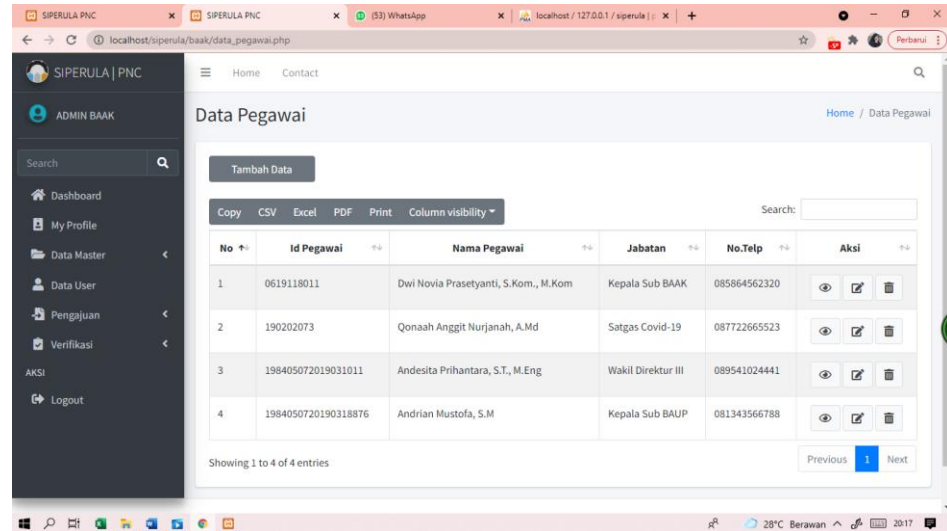 SIPERULA PNC
SIPERULA PNC
(53) WhatsApp
localhost / 127.0.0.1 / siperula | p
localhost/siperula/baak/data_pegawai.php
Perbarui
SIPERULA | PNC
Home Contact
ADMIN BAAK
Data Pegawai
Home / Data Pegawai
Search
Dashboard
My Profile
Data Master
Data User
Pengajuan
Verifikasi
AKSI
Logout
Tambah Data
Copy CSV Excel PDF Print Column visibility
Search:
No Id Pegawai Nama Pegawai Jabatan No.Telp Aksi
1 0619118011 Dwi Novia Prasetyanti, S.Kom., M.Kom Kepala Sub BAAK 085864562320
2 190202073 Qonaah Anggit Nurjanah, A.Md Satgas Covid-19 087722665523
3 198405072019031011 Andesita Prihantara, S.T., M.Eng Wakil Direktur III 089541024441
4 1984050720190318876 Andrian Mustofa, S.M Kepala Sub BAUP 081343566788
Showing 1 to 4 of 4 entries
Previous 1 Next
28°C Berawan 20:17